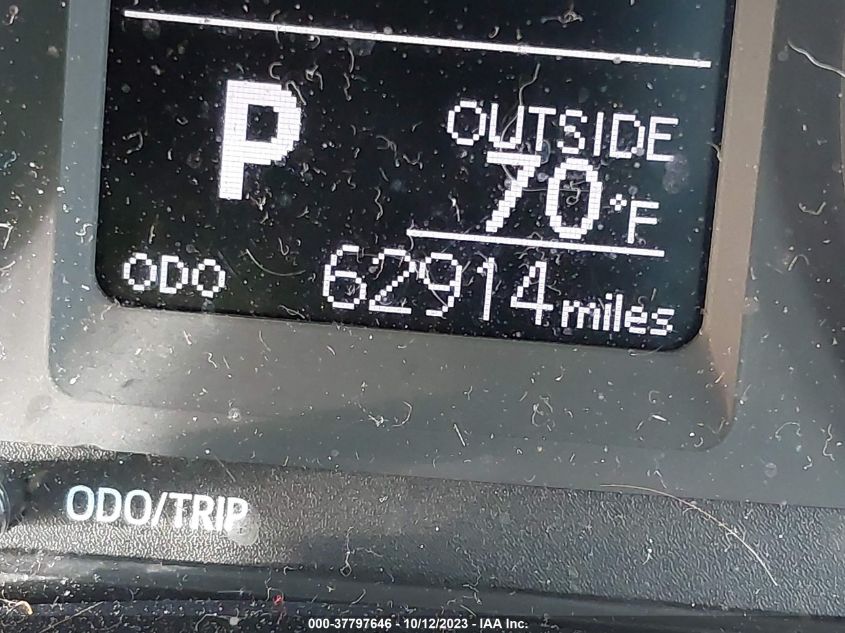 P
OUTSIDE
70°F
ODO 62914 miles
ODO/TRIP
000-37797646 - 10/12/2023 - IAA Inc.